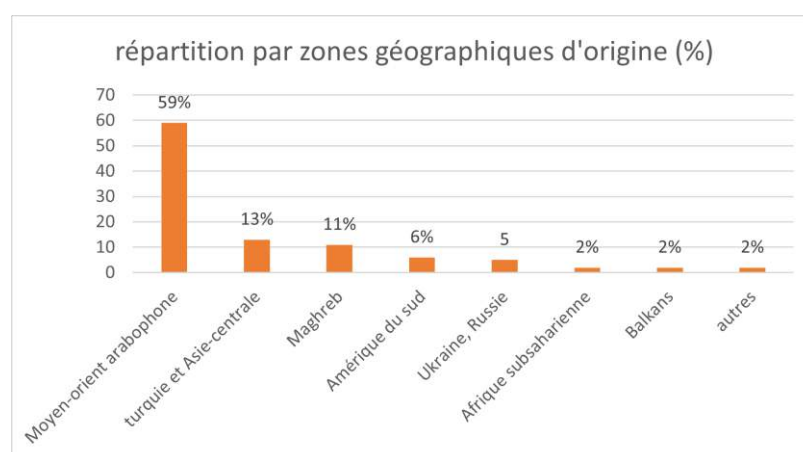 répartition par zones géographiques d'origine (%)
70
60
50
40
30
20
10
0
59%
13%
11%
6%
5
2%
2%
2%
Moyen-orient arabophone
turquie et Asie-centrale
Maghreb
Amérique du sud
Ukraine, Russie
Afrique subsaharienne
Balkans
autres